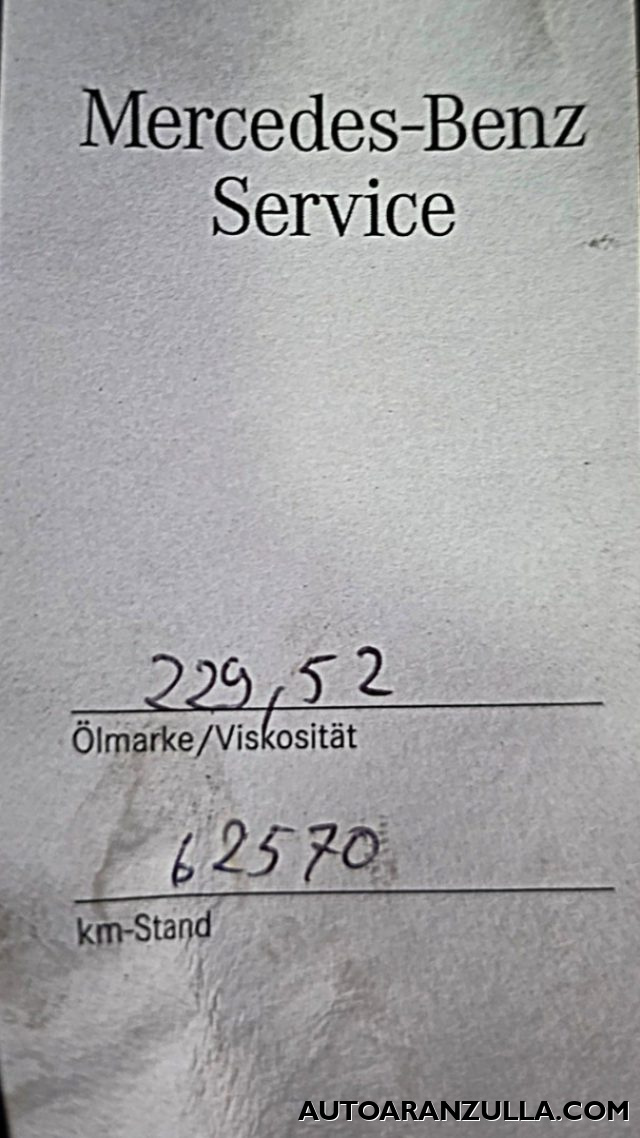 Mercedes-Benz
Service
229,52
Ölmarke/Viskosität
62570
km-Stand
AUTOARANZULLA.COM